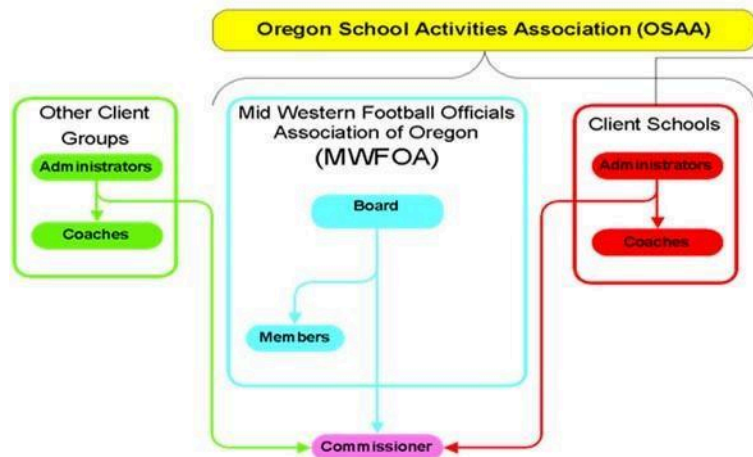 Oregon School Activities Association (OSAA)
Other Client
Groups
Administrators
Coaches
Mid Western Football Officials
Association of Oregon
(MWFOA)
Board
Members
Client Schools
Administrators
Coaches
Commissioner